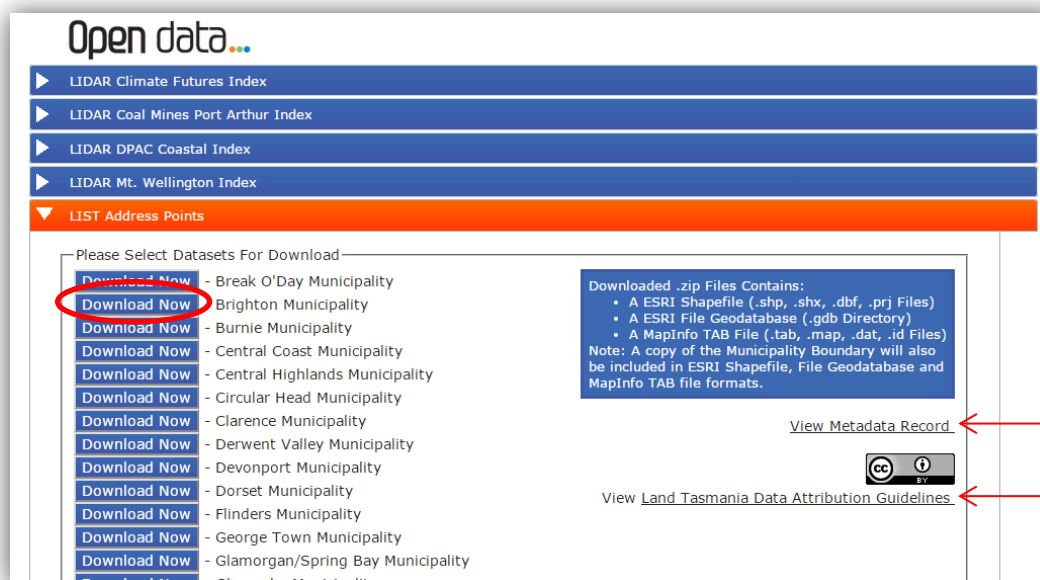 Open data...
LIDAR Climate Futures Index
LIDAR Coal Mines Port Arthur Index
LIDAR DPAC Coastal Index
LIDAR Mt. Wellington Index
LIST Address Points
Please Select Datasets For Download
Download Now - Break O'Day Municipality
Download Now - Brighton Municipality
Download Now - Burnie Municipality
Download Now - Central Coast Municipality
Download Now - Central Highlands Municipality
Download Now - Circular Head Municipality
Download Now - Clarence Municipality
Download Now - Derwent Valley Municipality
Download Now - Devonport Municipality
Download Now - Dorset Municipality
Download Now - Flinders Municipality
Download Now - George Town Municipality
Download Now - Glamorgan/Spring Bay Municipality
Downloaded .zip Files Contains:
• A ESRI Shapefile (.shp, .shx, .dbf, .prj Files)
• A ESRI File Geodatabase (.gdb Directory)
• A MapInfo TAB File (.tab, .map, .dat, .id Files)
Note: A copy of the Municipality Boundary will also
be included in ESRI Shapefile, File Geodatabase and
MapInfo TAB file formats.
View Metadata Record
cc
BY
View Land Tasmania Data Attribution Guidelines